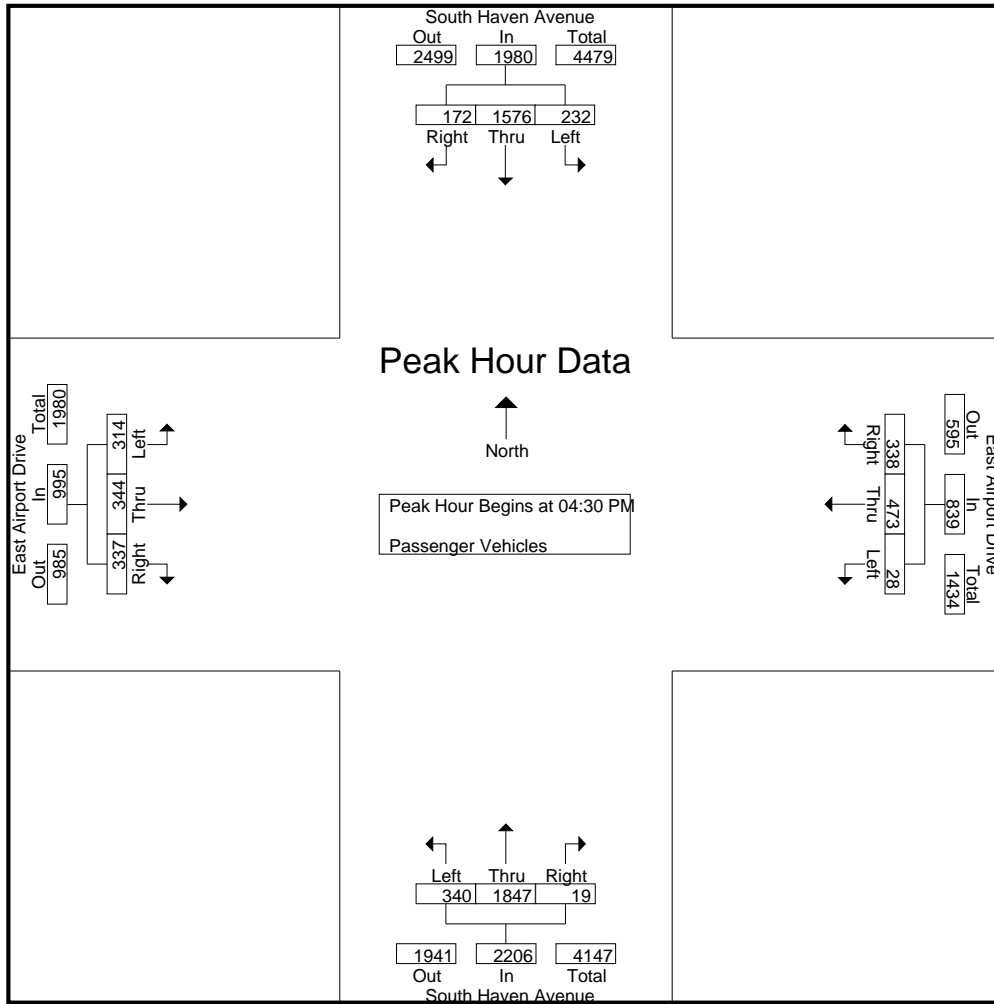 South Haven Avenue
Out In Total
2499 1980 4479
172 1576 232
Right Thru Left
Peak Hour Data
North
Peak Hour Begins at 04:30 PM
Passenger Vehicles
East Airport Drive
Total In Out
1980 995 985
314 344 337
Left Thru Right
East Airport Drive
Out In Total
595 839 1434
338 473 28
Right Thru Left
Left Thru Right
340 1847 19
1941 2206 4147
Out In Total
South Haven Avenue